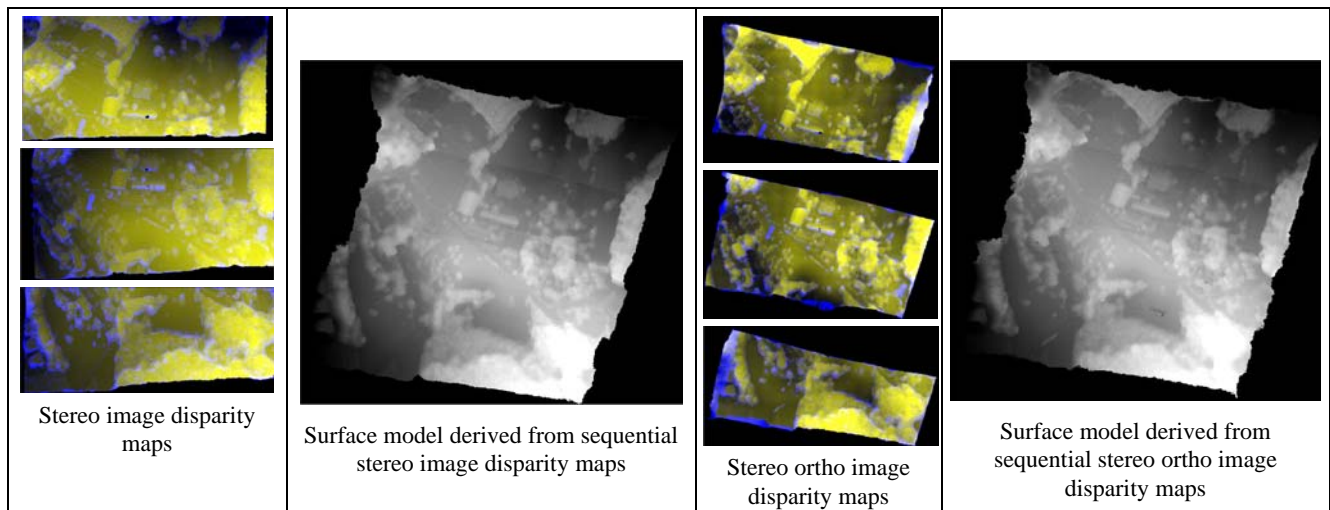 Stereo image disparity
maps
Surface model derived from sequential
stereo image disparity maps
Stereo ortho image
disparity maps
Surface model derived from
sequential stereo ortho image
disparity maps